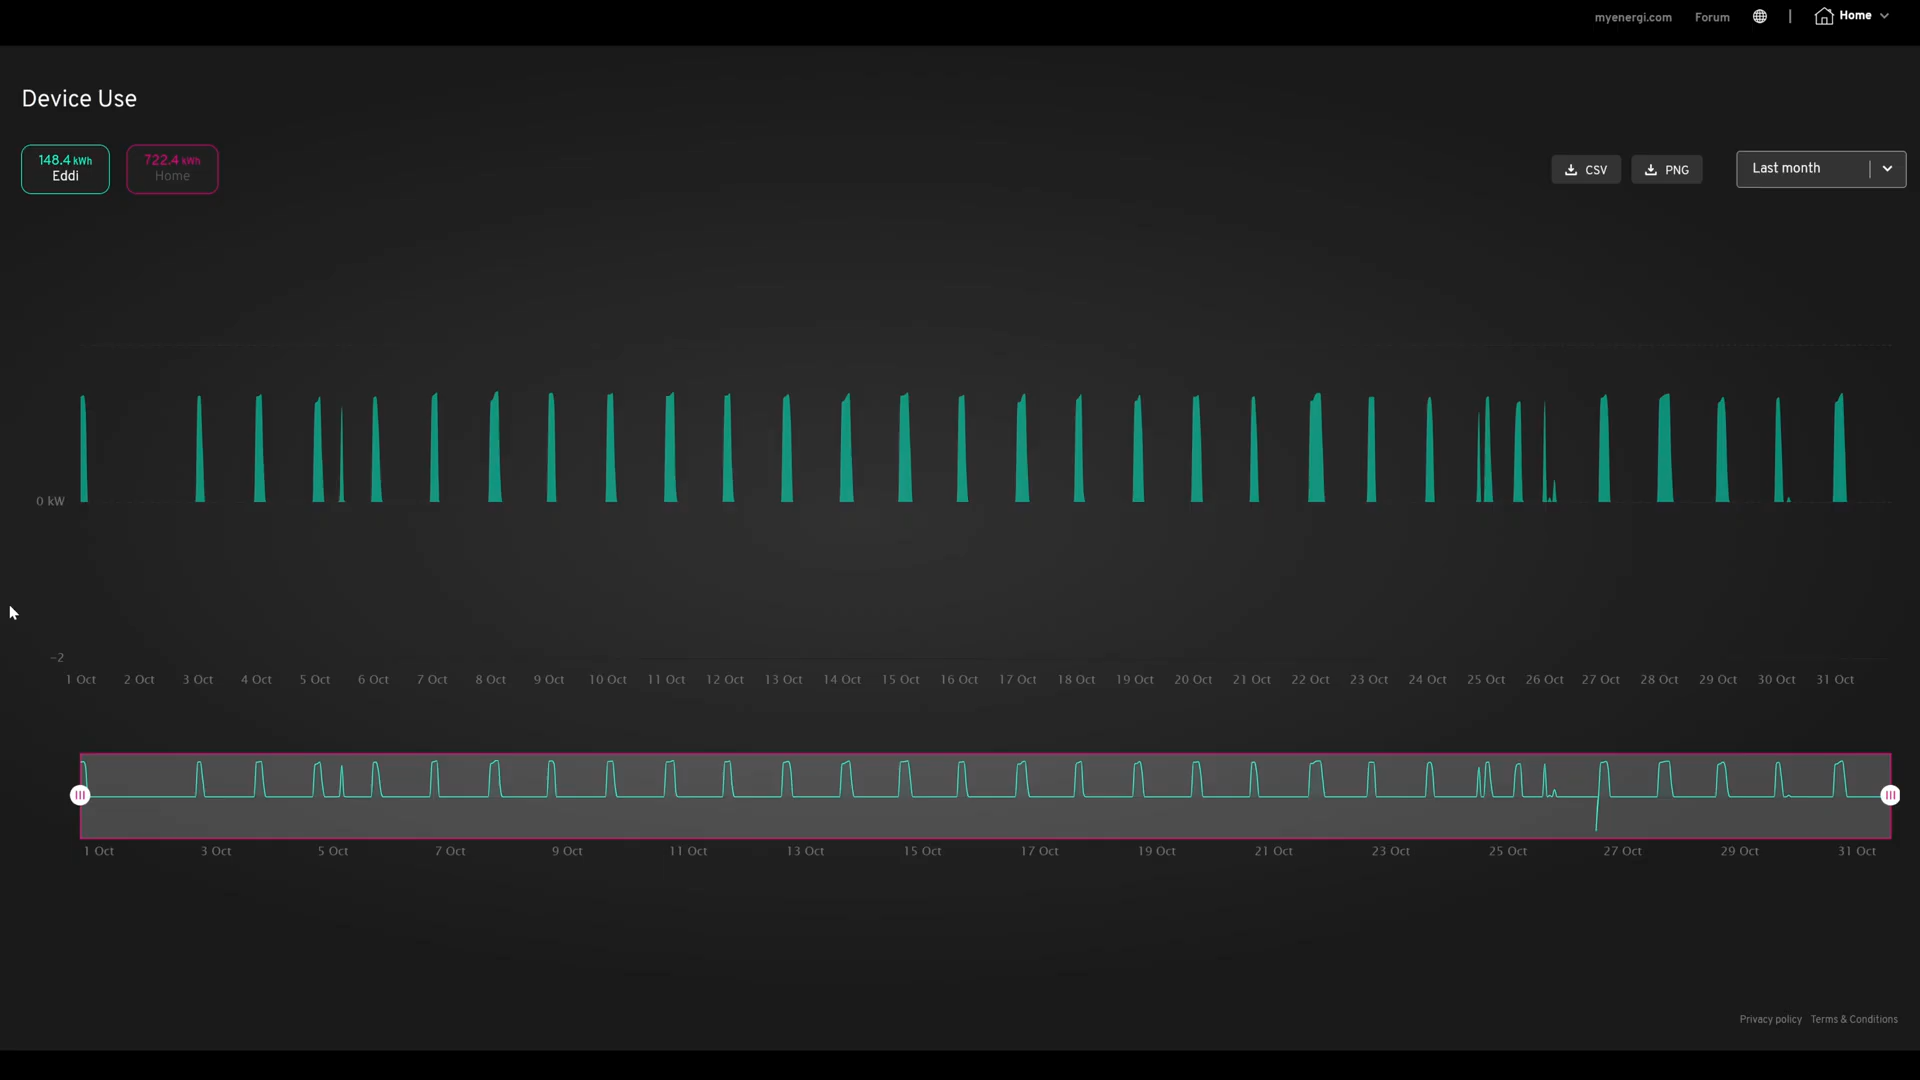 myenergi.com Forum | Home
Device Use
148.4 kWh
Eddi
722.4 kWh
Home
CSV PNG
Last month
0 kW
-2
1 Oct 2 Oct 3 Oct 4 Oct 5 Oct 6 Oct 7 Oct 8 Oct 9 Oct 10 Oct 11 Oct 12 Oct 13 Oct 14 Oct 15 Oct 16 Oct 17 Oct 18 Oct 19 Oct 20 Oct 21 Oct 22 Oct 23 Oct 24 Oct 25 Oct 26 Oct 27 Oct 28 Oct 29 Oct 30 Oct 31 Oct
1 Oct 3 Oct 5 Oct 7 Oct 9 Oct 11 Oct 13 Oct 15 Oct 17 Oct 19 Oct 21 Oct 23 Oct 25 Oct 27 Oct 29 Oct 31 Oct
Privacy policy Terms & Conditions